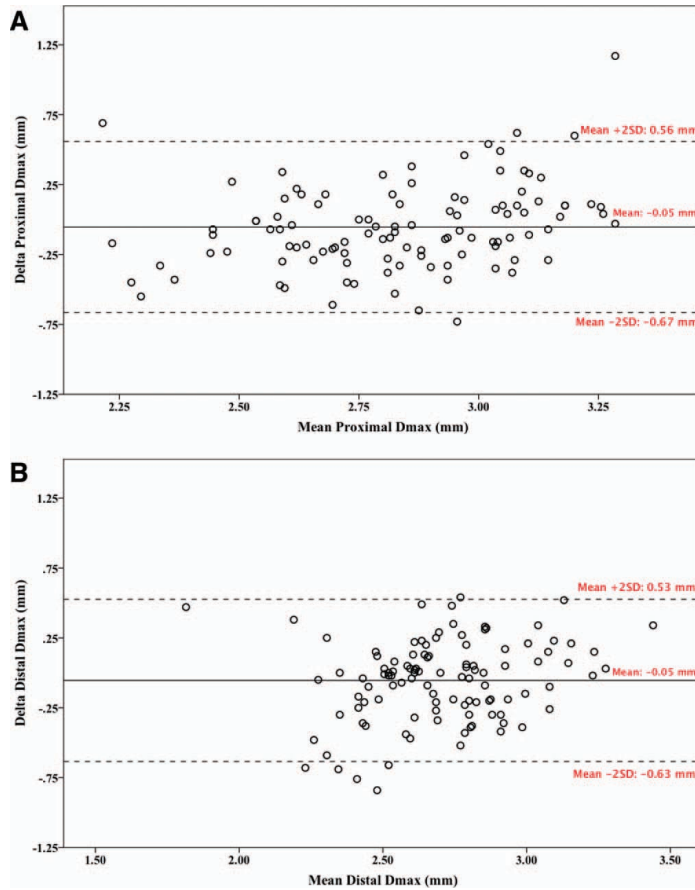 A
1.25
Mean +2SD: 0.56 mm
.75
.25
Mean: -0.05 mm
-.25
Mean -2SD: -0.67 mm
-.75
-1.25
2.25 2.50 2.75 3.00 3.25
Delta Proximal Dmax (mm)
Mean Proximal Dmax (mm)
B
1.25
.75
Mean +2SD: 0.53 mm
.25
Mean: -0.05 mm
-.25
Mean -2SD: -0.63 mm
-.75
-1.25
1.50 2.00 2.50 3.00 3.50
Delta Distal Dmax (mm)
Mean Distal Dmax (mm)